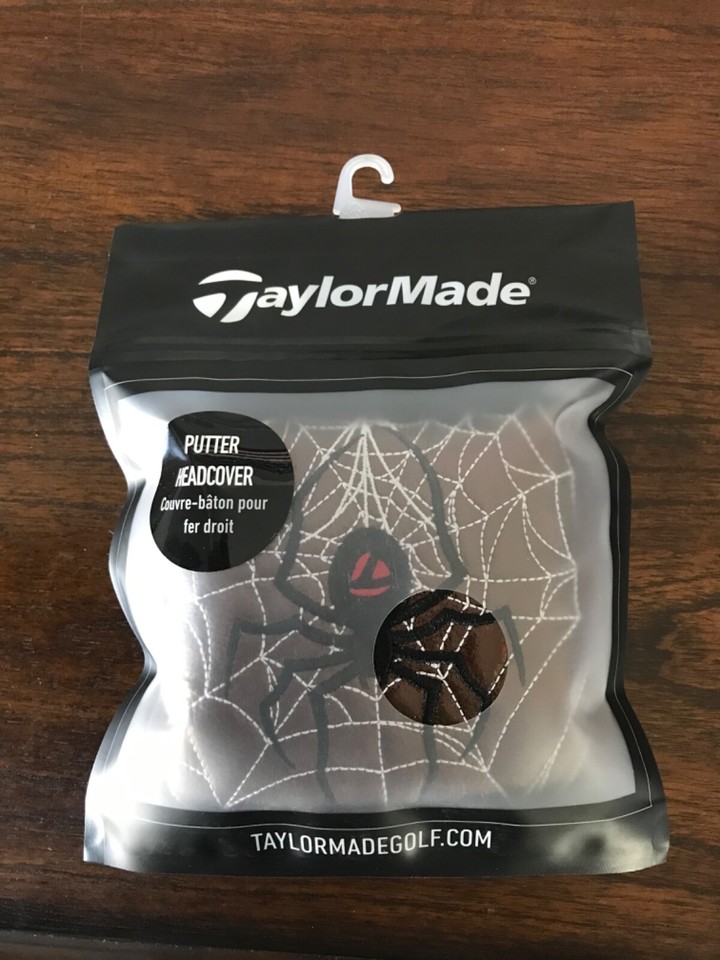 TaylorMade®
PUTTER
HEADCOVER
Couvre-bâton pour
fer droit
TAYLORMADEGOLF.COM